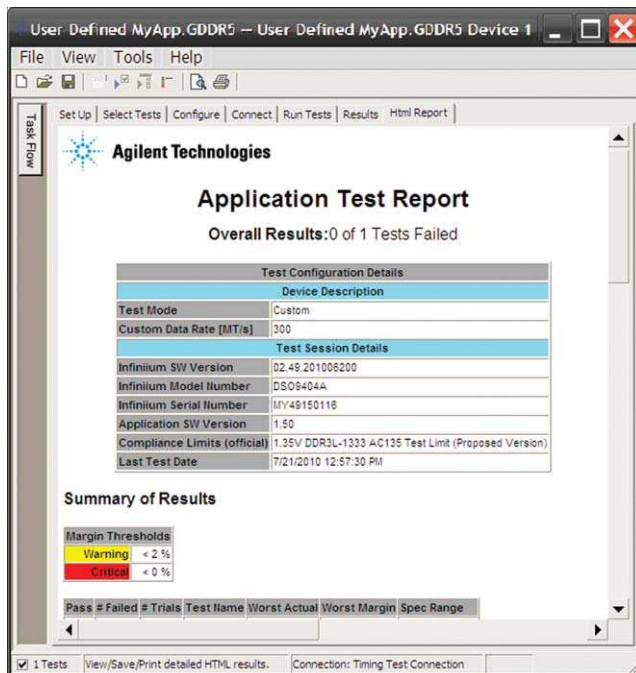 User Defined MyApp.GDDR5 -- User Defined MyApp.GDDR5 Device 1
File View Tools Help
Task Flow
Set Up Select Tests Configure Connect Run Tests Results Html Report
Agilent Technologies
Application Test Report
Overall Results:0 of 1 Tests Failed
Test Configuration Details
Device Description
Test Mode Custom
Custom Data Rate [MT/s] 300
Test Session Details
Infiniium SW Version 02.49.201006200
Infiniium Model Number DSO9404A
Infiniium Serial Number MY49150116
Application SW Version 1.50
Compliance Limits (official) 1.35V DDR3L-1333 AC135 Test Limit (Proposed Version)
Last Test Date 7/21/2010 12:57:30 PM
Summary of Results
Margin Thresholds
Warning < 2 %
Critical < 0 %
Pass # Failed # Trials Test Name Worst Actual Worst Margin Spec Range
1 Tests View/Save/Print detailed HTML results. Connection: Timing Test Connection